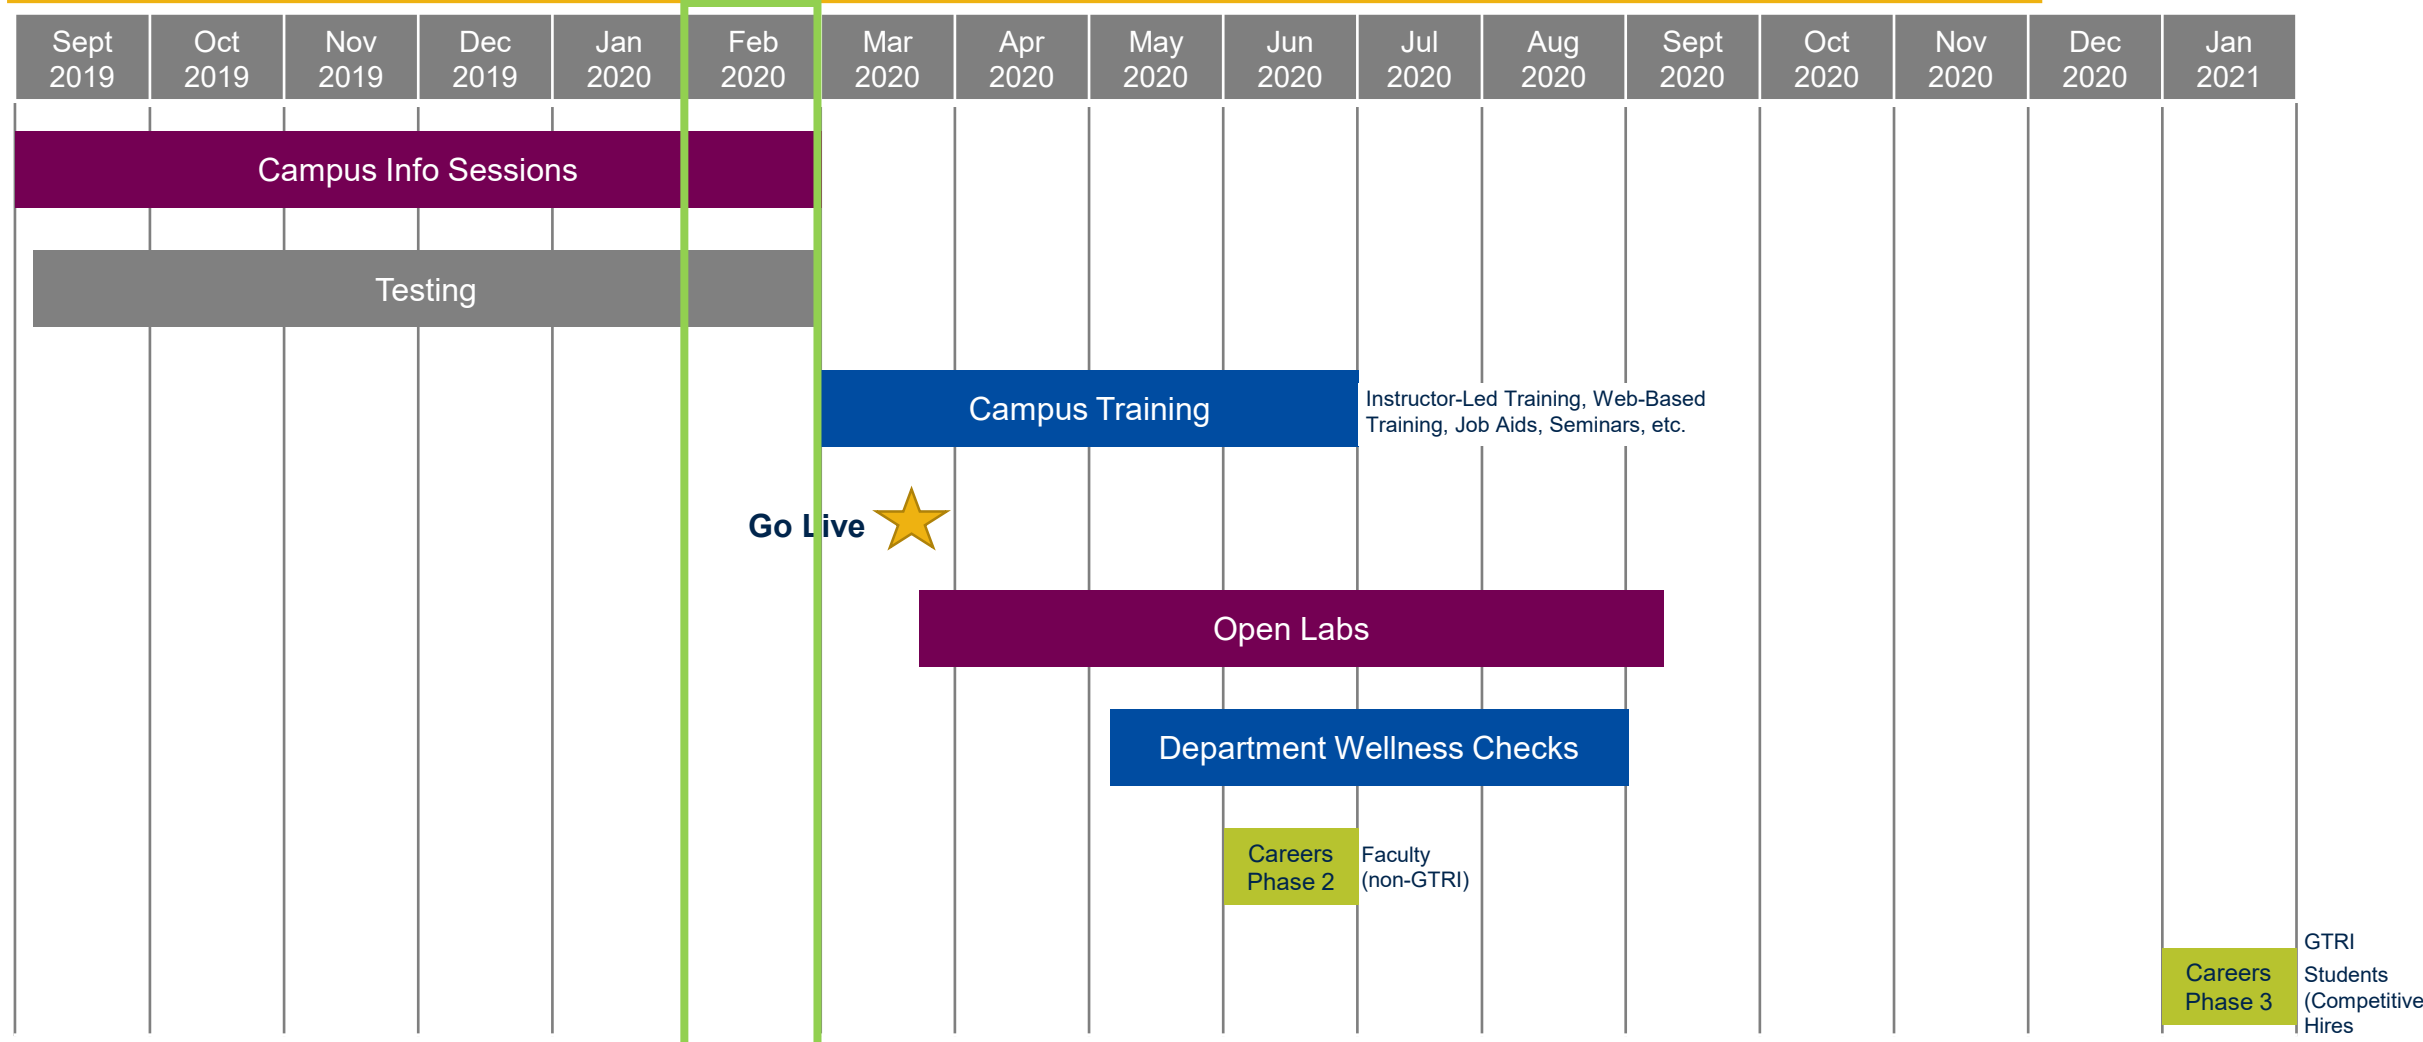 Sept Oct Nov Dec Jan Feb Mar Apr May Jun Jul Aug Sept Oct Nov Dec Jan
2019 2019 2019 2019 2020 2020 2020 2020 2020 2020 2020 2020 2020 2020 2020 2020 2021
Campus Info Sessions
Testing
Campus Training
Instructor-Led Training, Web-Based
Training, Job Aids, Seminars, etc.
Go Live
Open Labs
Department Wellness Checks
Careers
Phase 2
Faculty
(non-GTRI)
Careers
Phase 3
GTRI
Students
(Competitive
Hires